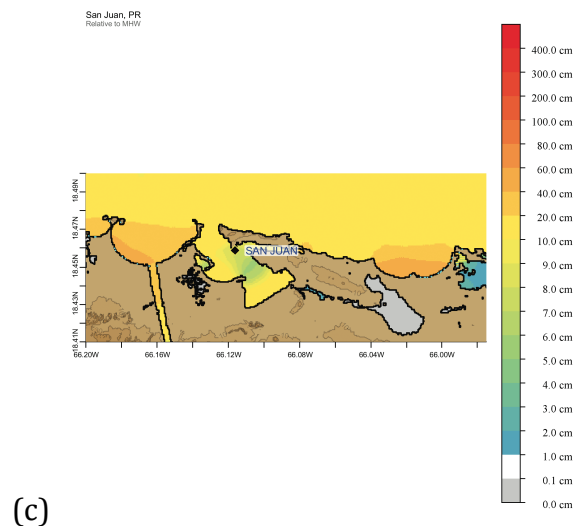 San Juan, PR
Relative to MHW
400.0 cm
300.0 cm
200.0 cm
100.0 cm
60.0 cm
40.0 cm
20.0 cm
10.0 cm
9.0 cm
8.0 cm
7.0 cm
6.0 cm
5.0 cm
4.0 cm
3.0 cm
2.0 cm
1.0 cm
0.1 cm
0.0 cm
18.49N
18.47N
18.45N
18.43N
18.41N
SAN JUAN
66.20W
66.16W
66.12W
66.08W
66.04W
66.00W
(c)